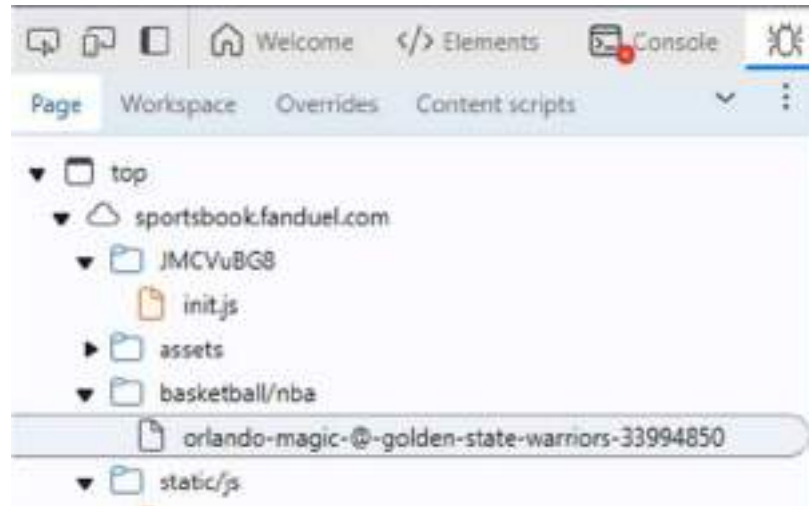 Welcome </> Elements Console
Page Workspace Overrides Content scripts
top
sportsbook.fanduel.com
JMCVuBG8
init.js
assets
basketball/nba
orlando-magic-@-golden-state-warriors-33994850
static/js